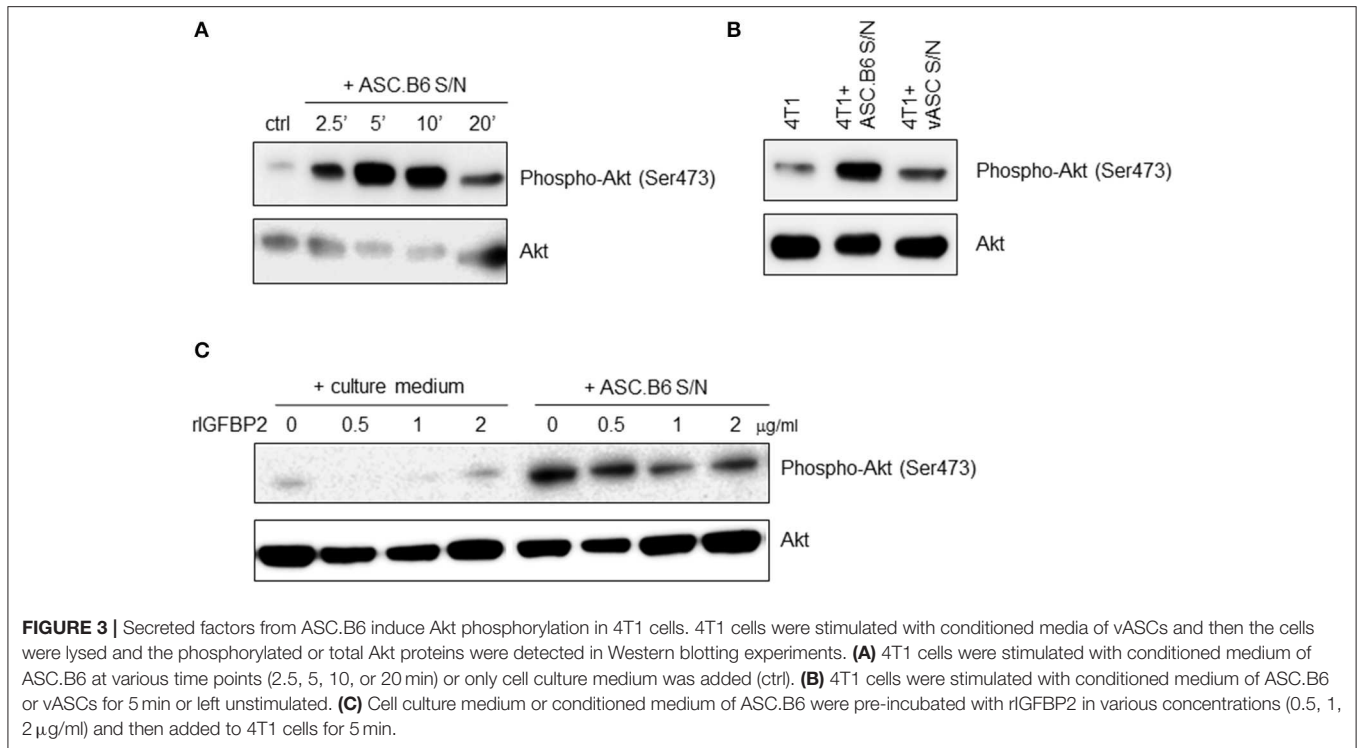 A
+ ASC.B6 S/N
ctrl 2.5' 5' 10' 20'
Phospho-Akt (Ser473)
Akt
B
4T1
4T1+
ASC.B6 S/N
4T1+
vASC S/N
Phospho-Akt (Ser473)
Akt
C
+ culture medium + ASC.B6 S/N
rIGFBP2 0 0.5 1 2 0 0.5 1 2 µg/ml
Phospho-Akt (Ser473)
Akt
FIGURE 3 | Secreted factors from ASC.B6 induce Akt phosphorylation in 4T1 cells. 4T1 cells were stimulated with conditioned media of vASCs and then the cells
were lysed and the phosphorylated or total Akt proteins were detected in Western blotting experiments. (A) 4T1 cells were stimulated with conditioned medium of
ASC.B6 at various time points (2.5, 5, 10, or 20 min) or only cell culture medium was added (ctrl). (B) 4T1 cells were stimulated with conditioned medium of ASC.B6
or vASCs for 5 min or left unstimulated. (C) Cell culture medium or conditioned medium of ASC.B6 were pre-incubated with rIGFBP2 in various concentrations (0.5, 1,
2 µg/ml) and then added to 4T1 cells for 5 min.